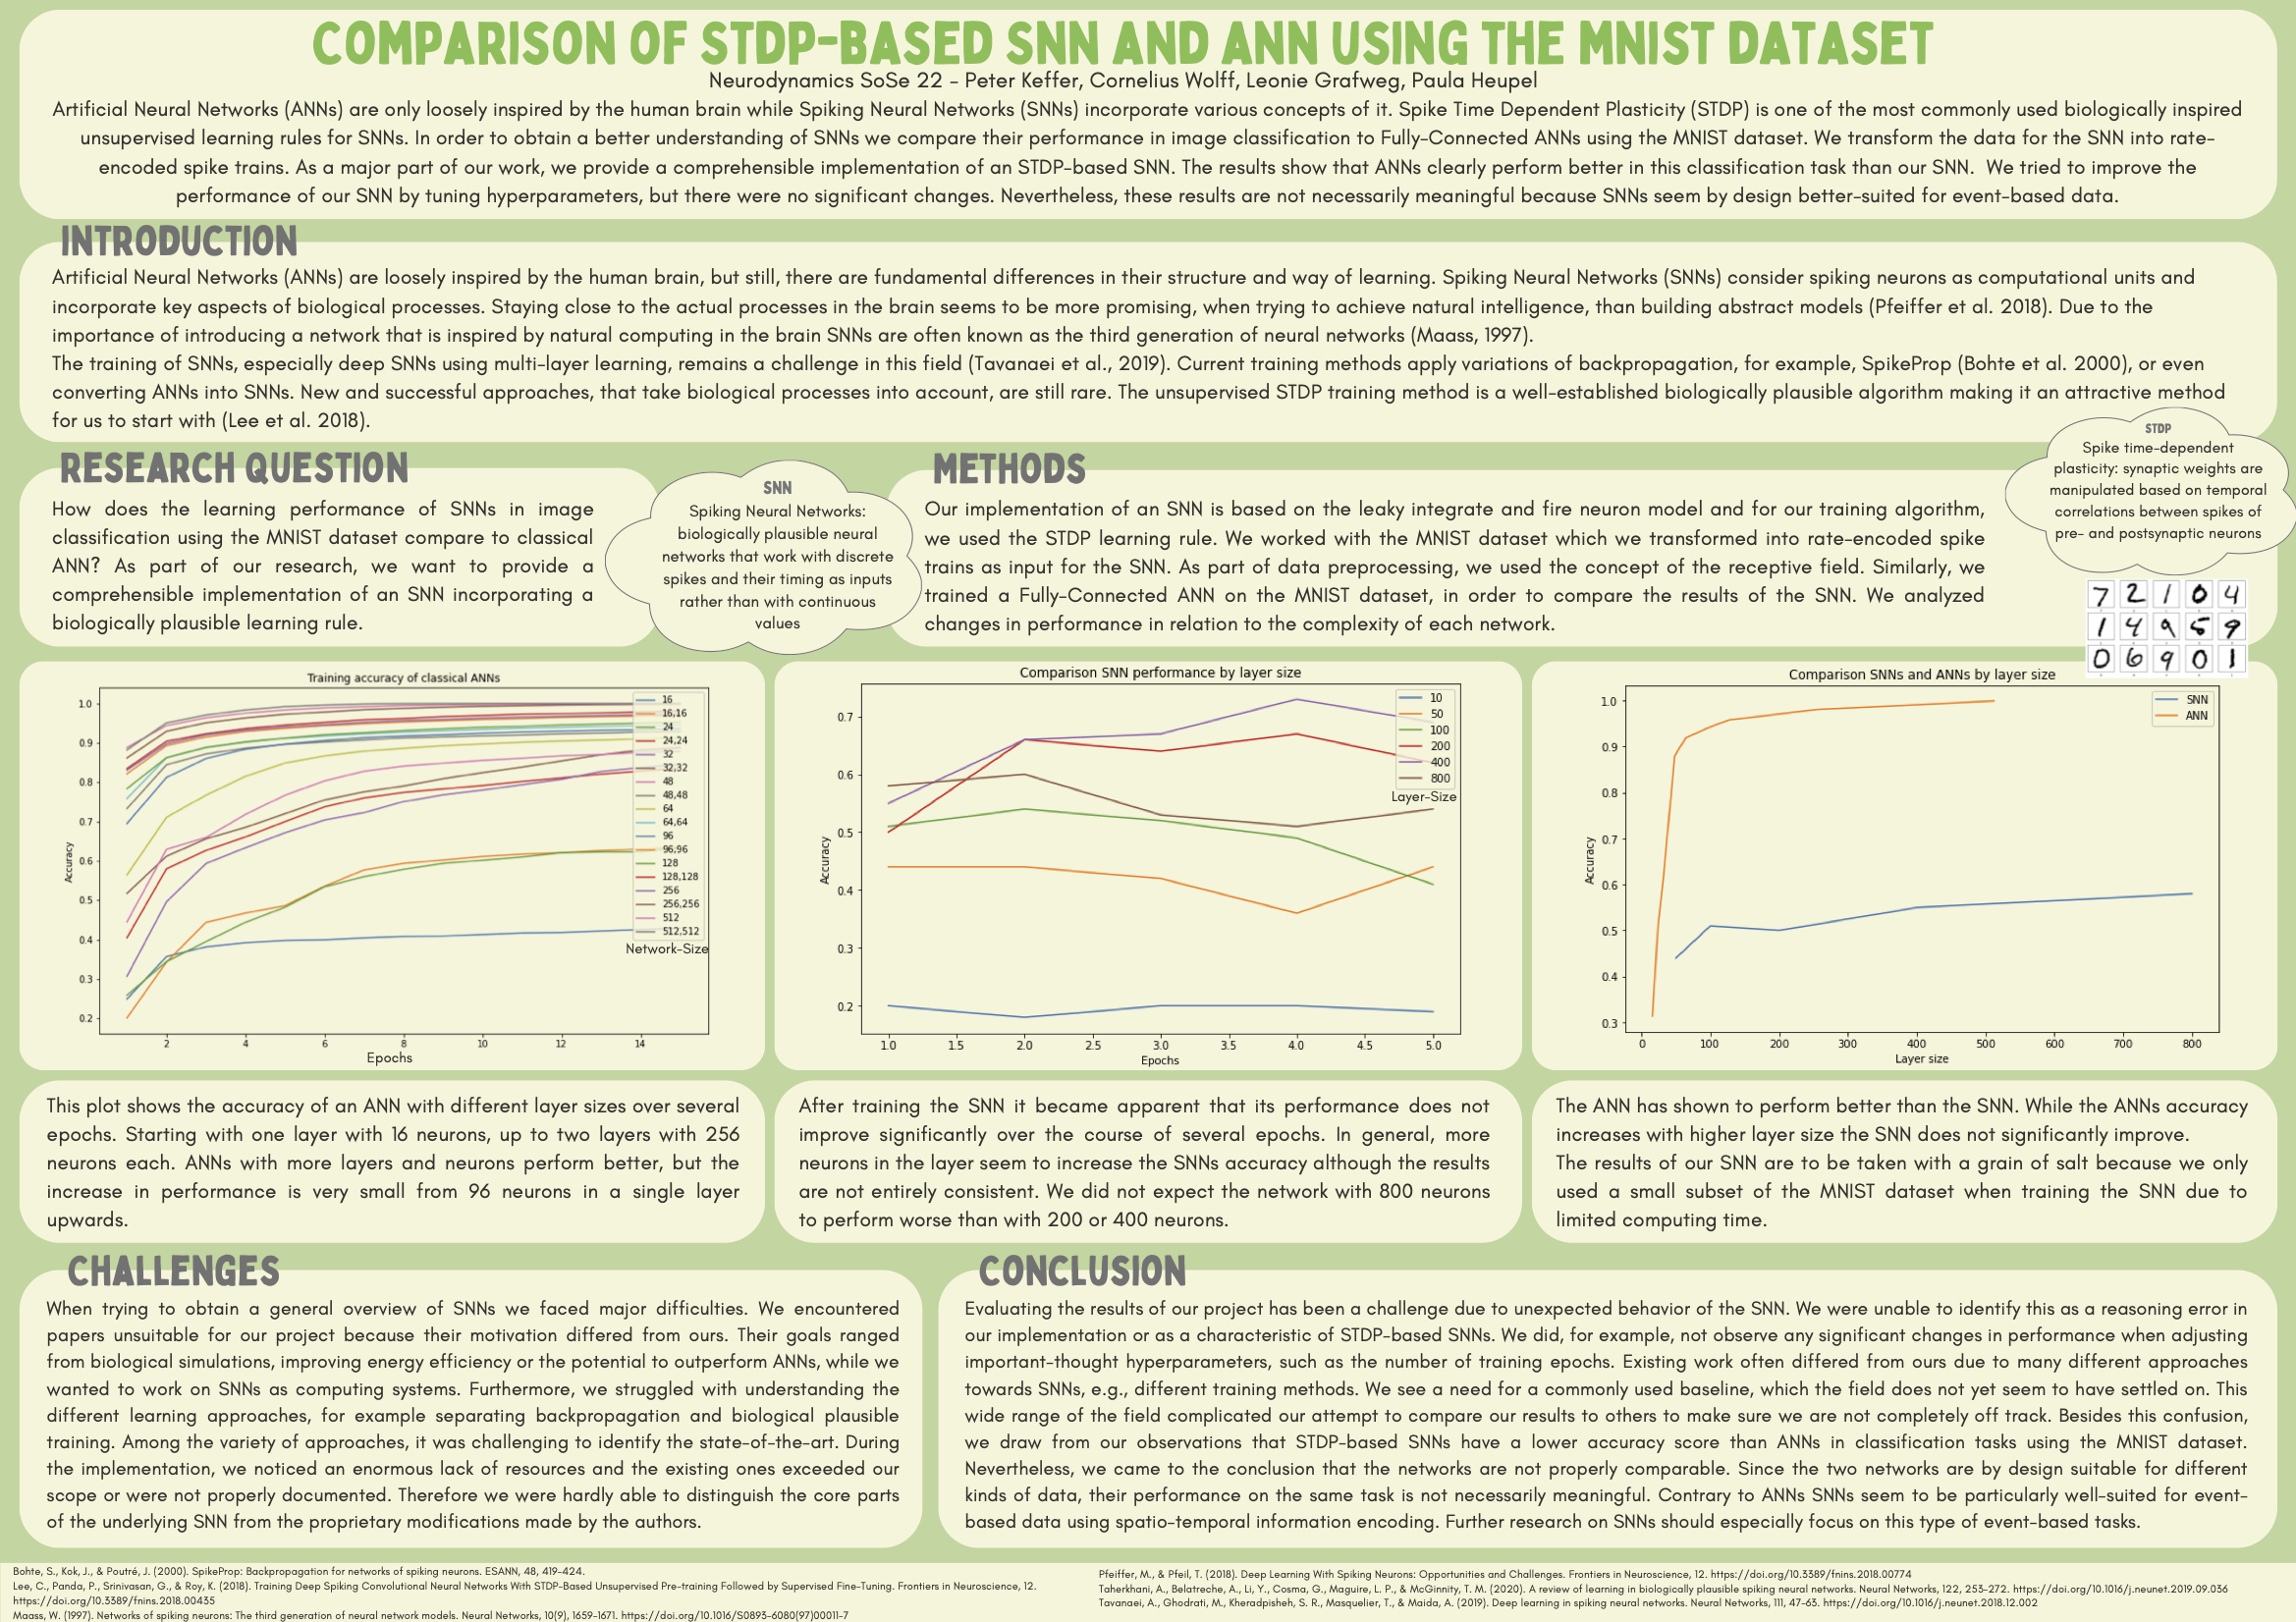 COMPARISON OF STDP-BASED SNN AND ANN USING THE MNIST DATASET
Neurodynamics SoSe 22 - Peter Keffer, Cornelius Wolff, Leonie Grafweg, Paula Heupel
Artificial Neural Networks (ANNs) are only loosely inspired by the human brain while Spiking Neural Networks (SNNs) incorporate various concepts of it. Spike Time Dependent Plasticity (STDP) is one of the most commonly used biologically inspired
unsupervised learning rules for SNNs. In order to obtain a better understanding of SNNs we compare their performance in image classification to Fully-Connected ANNs using the MNIST dataset. We transform the data for the SNN into rate-
encoded spike trains. As a major part of our work, we provide a comprehensible implementation of an STDP-based SNN. The results show that ANNs clearly perform better in this classification task than our SNN. We tried to improve the
performance of our SNN by tuning hyperparameters, but there were no significant changes. Nevertheless, these results are not necessarily meaningful because SNNs seem by design better-suited for event-based data.
INTRODUCTION
Artificial Neural Networks (ANNs) are loosely inspired by the human brain, but still, there are fundamental differences in their structure and way of learning. Spiking Neural Networks (SNNs) consider spiking neurons as computational units and
incorporate key aspects of biological processes. Staying close to the actual processes in the brain seems to be more promising, when trying to achieve natural intelligence, than building abstract models (Pfeiffer et al. 2018). Due to the
importance of introducing a network that is inspired by natural computing in the brain SNNs are often known as the third generation of neural networks (Maass, 1997).
The training of SNNs, especially deep SNNs using multi-layer learning, remains a challenge in this field (Tavanaei et al., 2019). Current training methods apply variations of backpropagation, for example, SpikeProp (Bohte et al. 2000), or even
converting ANNs into SNNs. New and successful approaches, that take biological processes into account, are still rare. The unsupervised STDP training method is a well-established biologically plausible algorithm making it an attractive method
for us to start with (Lee et al. 2018).
RESEARCH QUESTION
How does the learning performance of SNNs in image
classification using the MNIST dataset compare to classical
ANN? As part of our research, we want to provide a
comprehensible implementation of an SNN incorporating a
biologically plausible learning rule.
SNN
Spiking Neural Networks:
biologically plausible neural
networks that work with discrete
spikes and their timing as inputs
rather than with continuous
values
METHODS
Our implementation of an SNN is based on the leaky integrate and fire neuron model and for our training algorithm,
we used the STDP learning rule. We worked with the MNIST dataset which we transformed into rate-encoded spike
trains as input for the SNN. As part of data preprocessing, we used the concept of the receptive field. Similarly, we
trained a Fully-Connected ANN on the MNIST dataset, in order to compare the results of the SNN. We analyzed
changes in performance in relation to the complexity of each network.
STDP
Spike time-dependent
plasticity: synaptic weights are
manipulated based on temporal
correlations between spikes of
pre- and postsynaptic neurons
7 2 1 0 4
1 4 9 5 9
0 6 9 0 1
Training accuracy of classical ANNs
Accuracy
1.0
0.9
0.8
0.7
0.6
0.5
0.4
0.3
0.2
2 4 6 8 10 12 14
Epochs
16
16,16
24
24,24
32
32,32
48
48,48
64
64,64
96
96,96
128
128,128
256
256,256
512
512,512
Network-Size
Comparison SNN performance by layer size
Accuracy
0.7
0.6
0.5
0.4
0.3
0.2
1.0 1.5 2.0 2.5 3.0 3.5 4.0 4.5 5.0
Epochs
10
50
100
200
400
800
Layer-Size
Comparison SNNs and ANNs by layer size
Accuracy
1.0
0.9
0.8
0.7
0.6
0.5
0.4
0.3
0 100 200 300 400 500 600 700 800
Layer size
SNN
ANN
This plot shows the accuracy of an ANN with different layer sizes over several
epochs. Starting with one layer with 16 neurons, up to two layers with 256
neurons each. ANNs with more layers and neurons perform better, but the
increase in performance is very small from 96 neurons in a single layer
upwards.
After training the SNN it became apparent that its performance does not
improve significantly over the course of several epochs. In general, more
neurons in the layer seem to increase the SNNs accuracy although the results
are not entirely consistent. We did not expect the network with 800 neurons
to perform worse than with 200 or 400 neurons.
The ANN has shown to perform better than the SNN. While the ANNs accuracy
increases with higher layer size the SNN does not significantly improve.
The results of our SNN are to be taken with a grain of salt because we only
used a small subset of the MNIST dataset when training the SNN due to
limited computing time.
CHALLENGES
When trying to obtain a general overview of SNNs we faced major difficulties. We encountered
papers unsuitable for our project because their motivation differed from ours. Their goals ranged
from biological simulations, improving energy efficiency or the potential to outperform ANNs, while we
wanted to work on SNNs as computing systems. Furthermore, we struggled with understanding the
different learning approaches, for example separating backpropagation and biological plausible
training. Among the variety of approaches, it was challenging to identify the state-of-the-art. During
the implementation, we noticed an enormous lack of resources and the existing ones exceeded our
scope or were not properly documented. Therefore we were hardly able to distinguish the core parts
of the underlying SNN from the proprietary modifications made by the authors.
CONCLUSION
Evaluating the results of our project has been a challenge due to unexpected behavior of the SNN. We were unable to identify this as a reasoning error in
our implementation or as a characteristic of STDP-based SNNs. We did, for example, not observe any significant changes in performance when adjusting
important-thought hyperparameters, such as the number of training epochs. Existing work often differed from ours due to many different approaches
towards SNNs, e.g., different training methods. We see a need for a commonly used baseline, which the field does not yet seem to have settled on. This
wide range of the field complicated our attempt to compare our results to others to make sure we are not completely off track. Besides this confusion,
we draw from our observations that STDP-based SNNs have a lower accuracy score than ANNs in classification tasks using the MNIST dataset.
Nevertheless, we came to the conclusion that the networks are not properly comparable. Since the two networks are by design suitable for different
kinds of data, their performance on the same task is not necessarily meaningful. Contrary to ANNs SNNs seem to be particularly well-suited for event-
based data using spatio-temporal information encoding. Further research on SNNs should especially focus on this type of event-based tasks.
Bohte, S., Kok, J., & Poutré, J. (2000). SpikeProp: Backpropagation for networks of spiking neurons. ESANN, 48, 419-424.
Lee, C., Panda, P., Srinivasan, G., & Roy, K. (2018). Training Deep Spiking Convolutional Neural Networks With STDP-Based Unsupervised Pre-training Followed by Supervised Fine-Tuning. Frontiers in Neuroscience, 12.
https://doi.org/10.3389/fnins.2018.00435
Maass, W. (1997). Networks of spiking neurons: The third generation of neural network models. Neural Networks, 10(9), 1659-1671. https://doi.org/10.1016/S0893-6080(97)00011-7
Pfeiffer, M., & Pfeil, T. (2018). Deep Learning With Spiking Neurons: Opportunities and Challenges. Frontiers in Neuroscience, 12. https://doi.org/10.3389/fnins.2018.00774
Taherkhani, A., Belatreche, A., Li, Y., Cosma, G., Maguire, L. P., & McGinnity, T. M. (2020). A review of learning in biologically plausible spiking neural networks. Neural Networks, 122, 253-272. https://doi.org/10.1016/j.neunet.2019.09.036
Tavanaei, A., Ghodrati, M., Kheradpisheh, S. R., Masquelier, T., & Maida, A. (2019). Deep learning in spiking neural networks. Neural Networks, 111, 47-63. https://doi.org/10.1016/j.neunet.2018.12.002